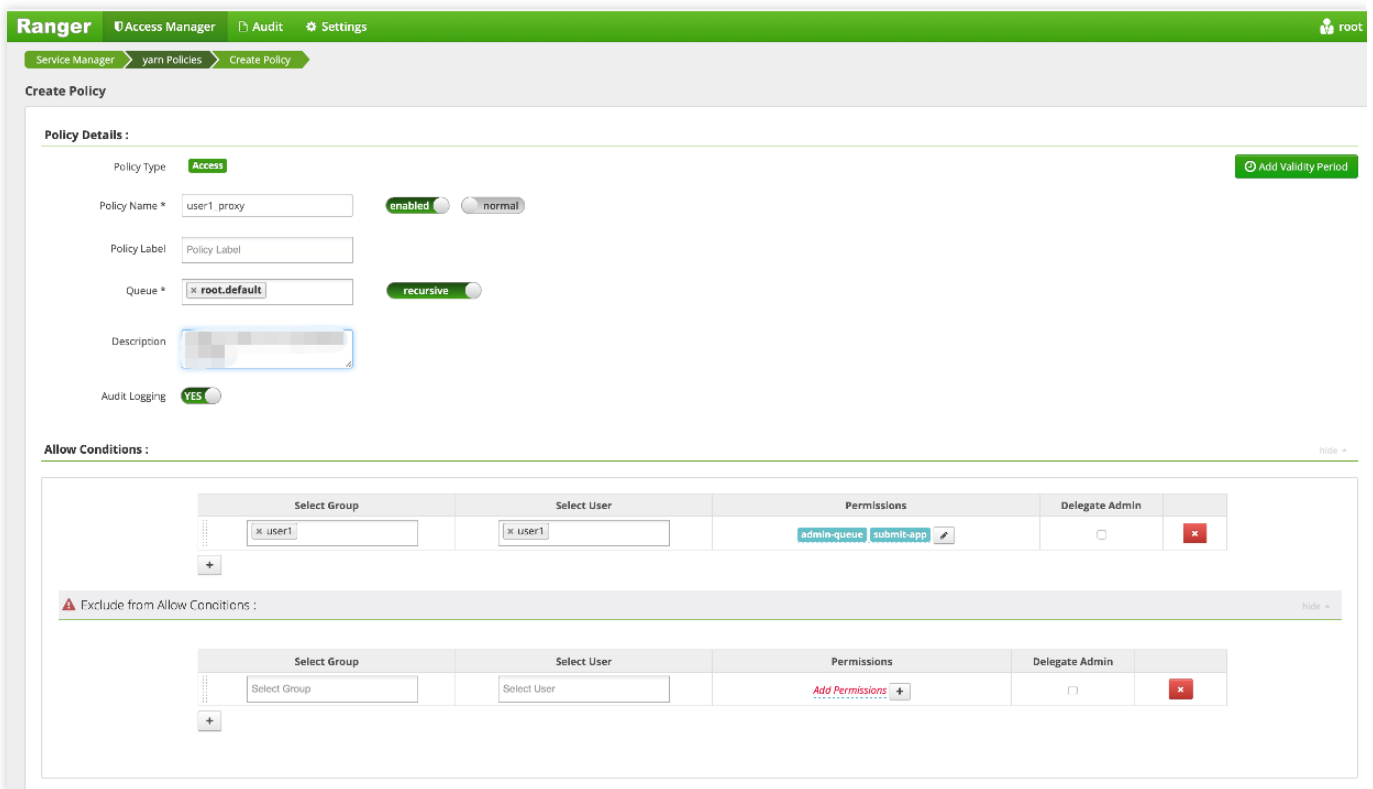 Ranger Access Manager Audit Settings root
Service Manager yarn Policies Create Policy
Create Policy
Policy Details :
Policy Type Access Add Validity Period
Policy Name * user1_proxy enabled normal
Policy Label Policy Label
Queue * × root.default recursive
Description
Audit Logging YES
Allow Conditions : hide
Select Group Select User Permissions Delegate Admin
× user1 × user1 admin-queue submit-app
+
Exclude from Allow Conditions : hide
Select Group Select User Permissions Delegate Admin
Select Group Select User Add Permissions +
+